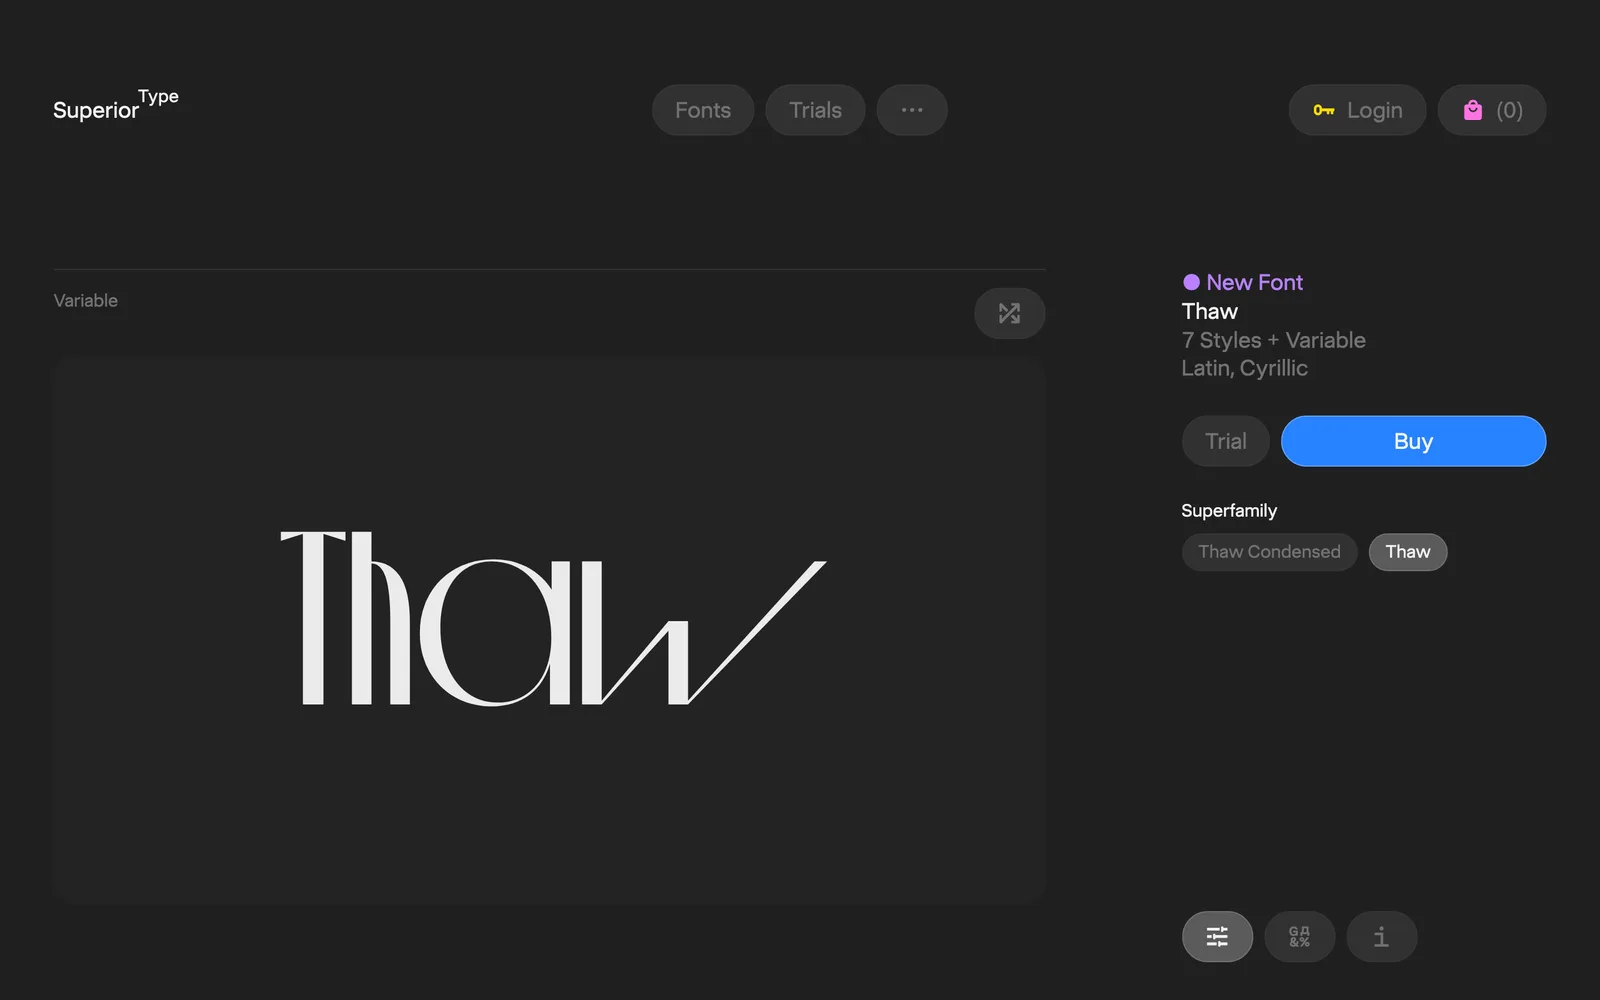 Superior Type
Fonts
Trials
...
Login
(0)
Variable
New Font
Thaw
7 Styles + Variable
Latin, Cyrillic
Trial
Buy
Superfamily
Thaw Condensed
Thaw
Thaw
GД
&%
i